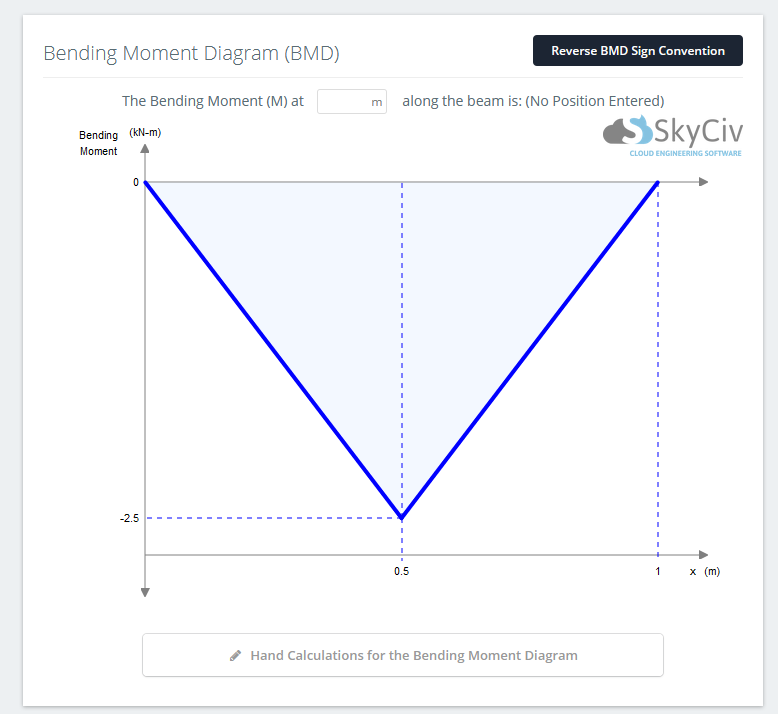 Bending Moment Diagram (BMD)
Reverse BMD Sign Convention
The Bending Moment (M) at m along the beam is: (No Position Entered)
SkyCiv
CLOUD ENGINEERING SOFTWARE
Bending (kN-m)
Moment
0
-2.5
0.5 1 x (m)
Hand Calculations for the Bending Moment Diagram